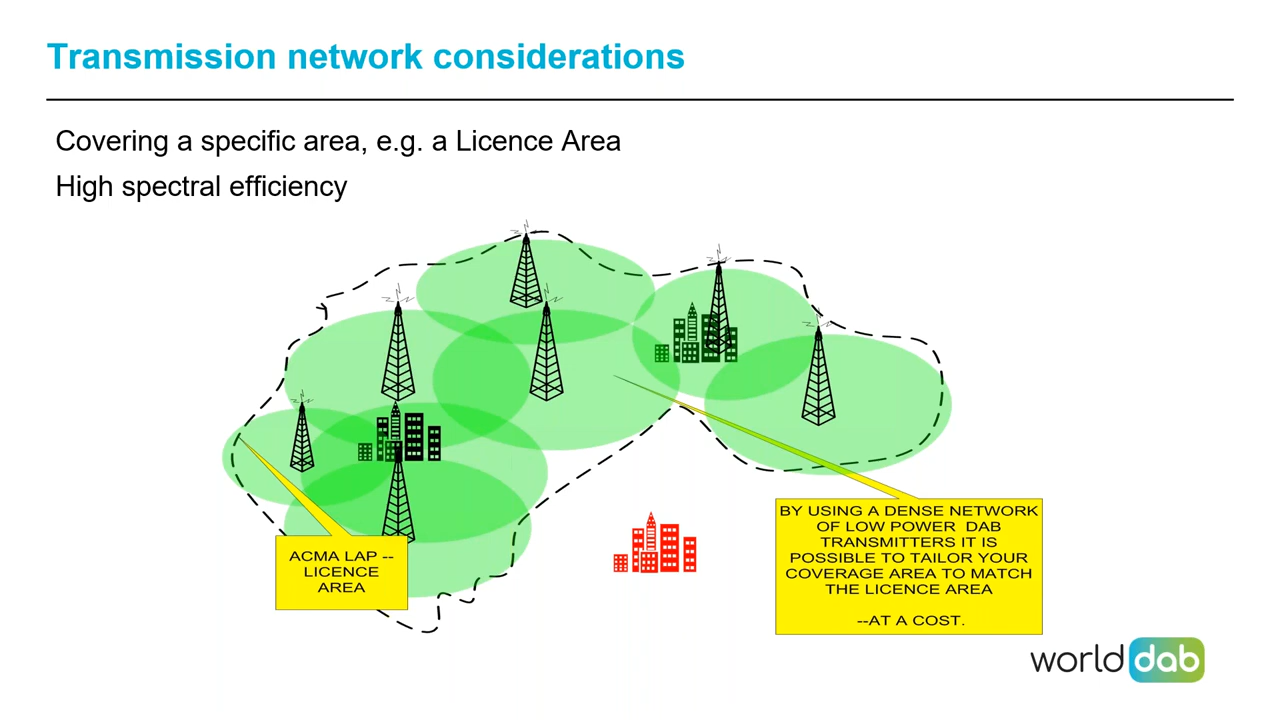 Transmission network considerations
Covering a specific area, e.g. a Licence Area
High spectral efficiency
ACMA LAP --
LICENCE
AREA
BY USING A DENSE NETWORK
OF LOW POWER DAB
TRANSMITTERS IT IS
POSSIBLE TO TAILOR YOUR
COVERAGE AREA TO MATCH
THE LICENCE AREA
--AT A COST.
world dab